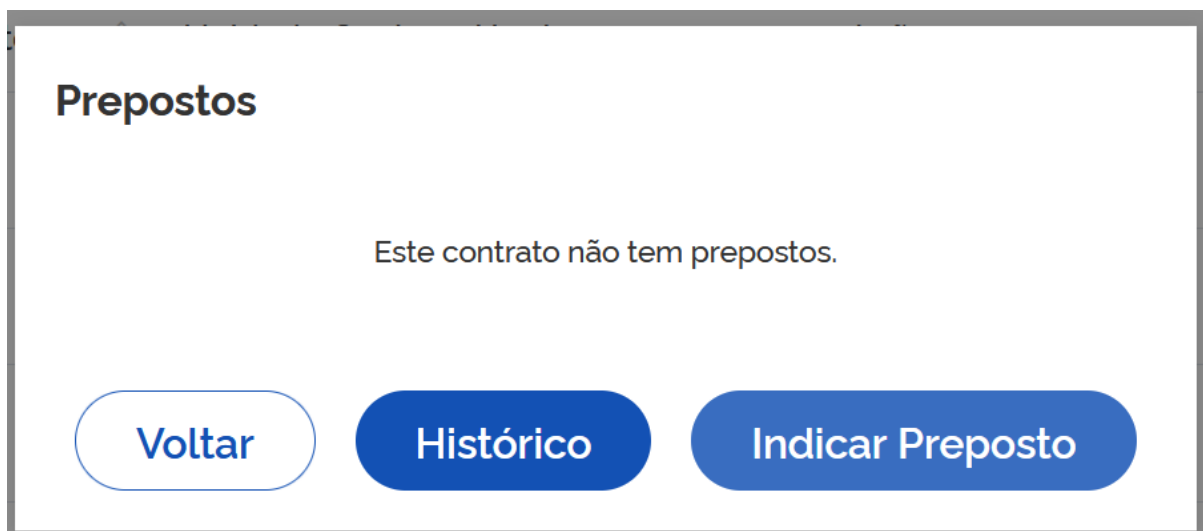 Prepostos
Este contrato não tem prepostos.
Voltar
Histórico
Indicar Preposto